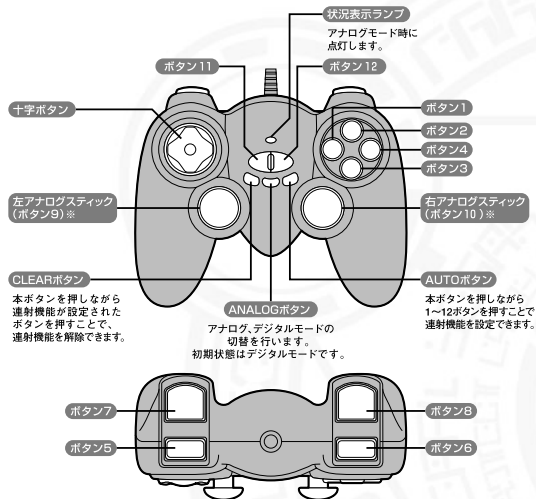 状況表示ランプ
アナログモード時に
点灯します。
ボタン11
ボタン12
十字ボタン
ボタン1
ボタン2
ボタン4
ボタン3
左アナログスティック
(ボタン9)※
右アナログスティック
(ボタン10)※
CLEARボタン
本ボタンを押しながら
連射機能が設定された
ボタンを押すことで、
連射機能を解除できます。
ANALOGボタン
アナログ、デジタルモードの
切替を行います。
初期状態はデジタルモードです。
AUTOボタン
本ボタンを押しながら
1〜12ボタンを押すことで
連射機能を設定できます。
ボタン7
ボタン8
ボタン5
ボタン6